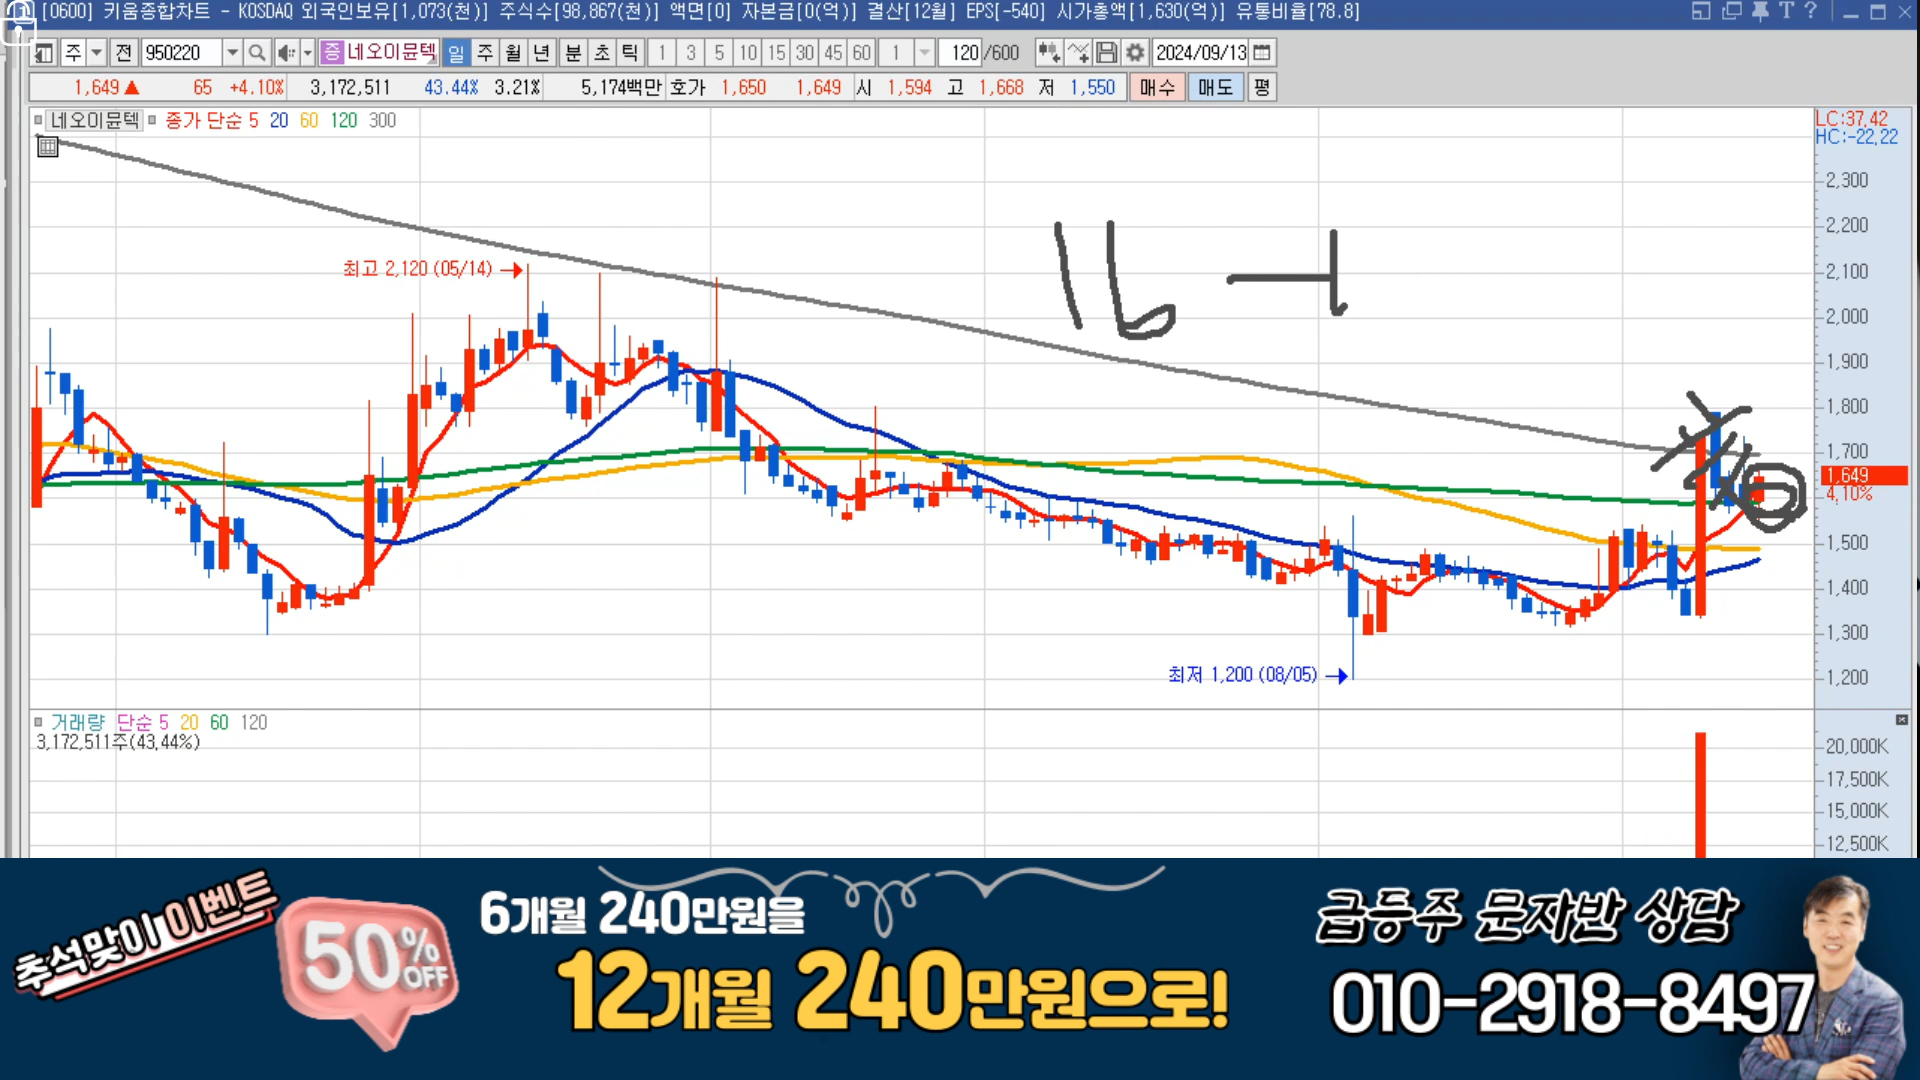 [0600] 키움종합차트 - KOSDAQ 외국인보유[1,073(천)] 주식수[98,867(천)] 액면[0] 자본금[0(억)] 결산[12월] EPS[-540] 시가총액[1,630(억)] 유통비율[78.8]
주 전 950220 증 네오이뮨텍 일 주 월 년 분 초 틱 1 3 5 10 15 30 45 60 1 120 /600 2024/09/13
1,649 ▲ 65 +4.10% 3,172,511 43.44% 3.21% 5,174백만 호가 1,650 1,649 시 1,594 고 1,668 저 1,550 매수 매도 평
네오이뮨텍 종가 단순 5 20 60 120 300
LC:37.42
HC:-22.22
2,300
2,200
2,100
2,000
1,900
1,800
1,700
1,649
4.10%
1,500
1,400
1,300
1,200
최고 2,120 (05/14) →
16
최저 1,200 (08/05) →
거래량 단순 5 20 60 120
3,172,511주(43.44%)
20,000K
17,500K
15,000K
12,500K
추석맞이 이벤트
50% OFF
6개월 240만원을
12개월 240만원으로!
급등주 문자반 상담
010-2918-8497